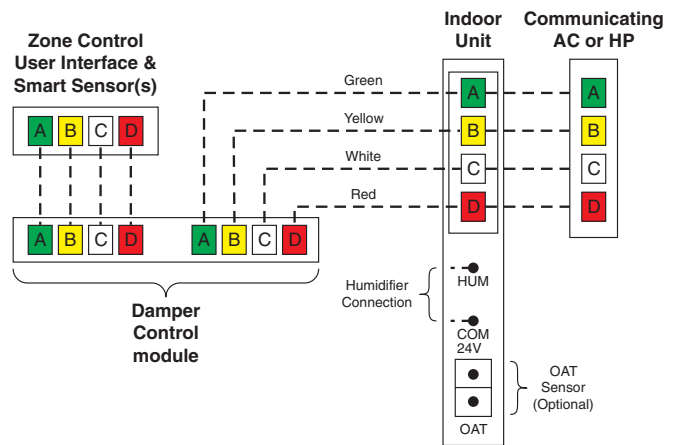 Zone Control
User Interface &
Smart Sensor(s)
Indoor
Unit
Communicating
AC or HP
A B C D
Green
Yellow
White
Red
A
B
C
D
A
B
C
D
A B C D
A B C D
Damper
Control
module
Humidifier
Connection
HUM
COM
24V
OAT
OAT
Sensor
(Optional)